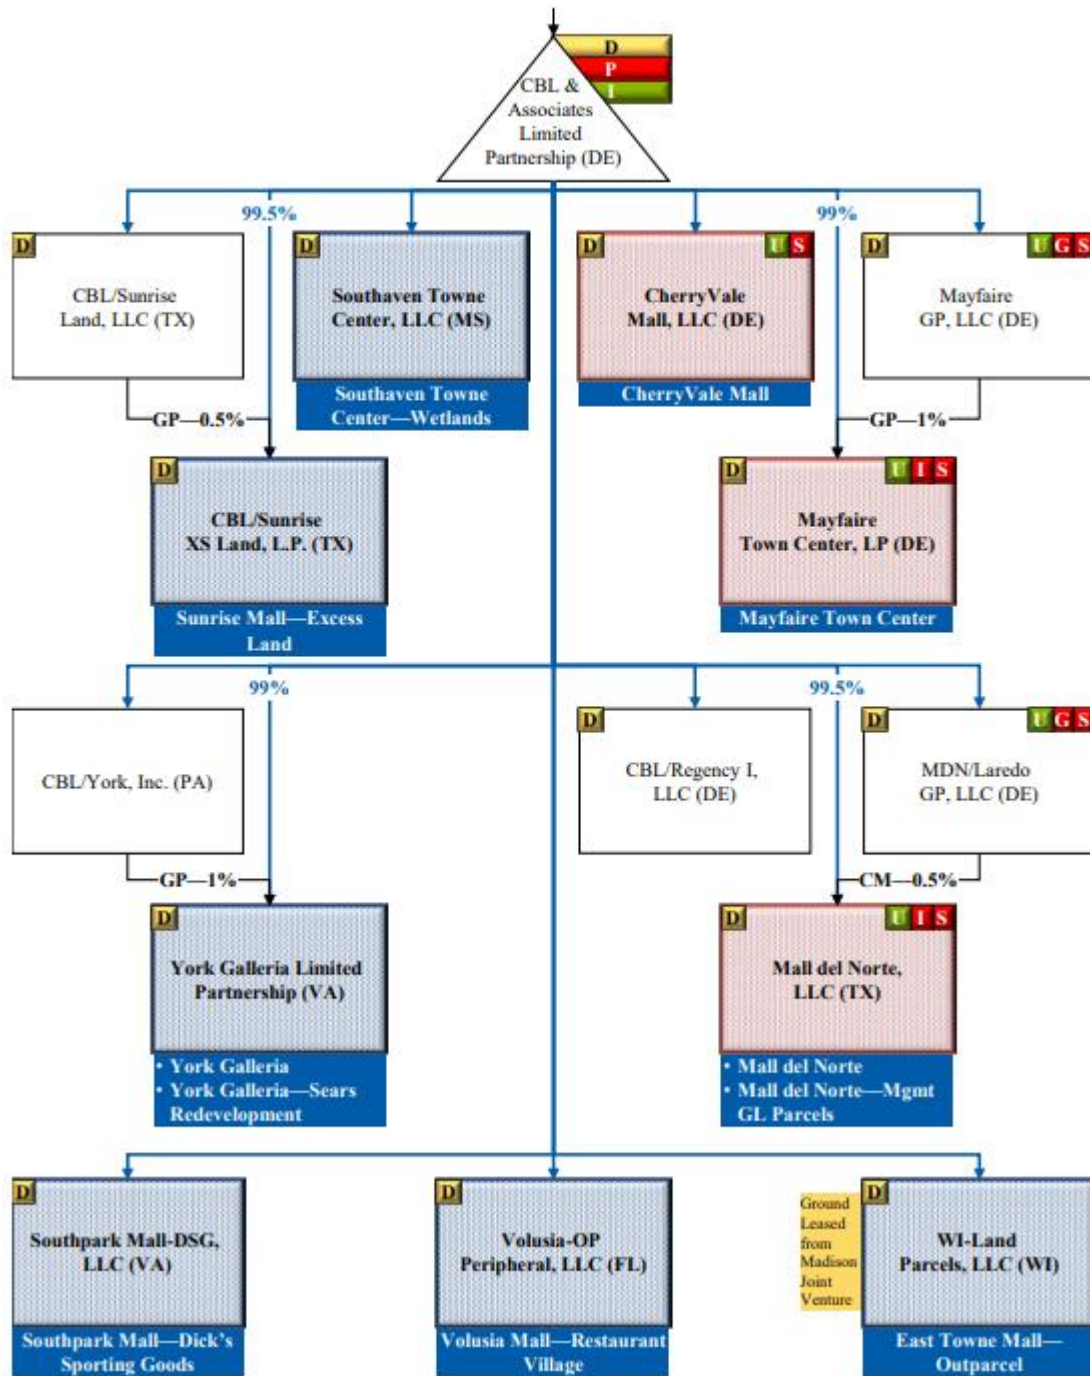 D
P
I
CBL &
Associates
Limited
Partnership (DE)
99.5%
99%
D
CBL/Sunrise
Land, LLC (TX)
D
Southaven Towne
Center, LLC (MS)
Southaven Towne
Center—Wetlands
D
U S
CherryVale
Mall, LLC (DE)
CherryVale Mall
D
U G S
Mayfaire
GP, LLC (DE)
GP—0.5%
GP—1%
D
CBL/Sunrise
XS Land, L.P. (TX)
Sunrise Mall—Excess
Land
D
U I S
Mayfaire
Town Center, LP (DE)
Mayfaire Town Center
99%
99.5%
CBL/York, Inc. (PA)
D
CBL/Regency I,
LLC (DE)
D
U G S
MDN/Laredo
GP, LLC (DE)
GP—1%
CM—0.5%
D
York Galleria Limited
Partnership (VA)
• York Galleria
• York Galleria—Sears
Redevelopment
D
U I S
Mall del Norte,
LLC (TX)
• Mall del Norte
• Mall del Norte—Mgmt
GL Parcels
D
Southpark Mall-DSG,
LLC (VA)
Southpark Mall—Dick's
Sporting Goods
D
Volusia-OP
Peripheral, LLC (FL)
Volusia Mall—Restaurant
Village
Ground
Leased
from
Madison
Joint
Venture
D
WI-Land
Parcels, LLC (WI)
East Towne Mall—
Outparcel